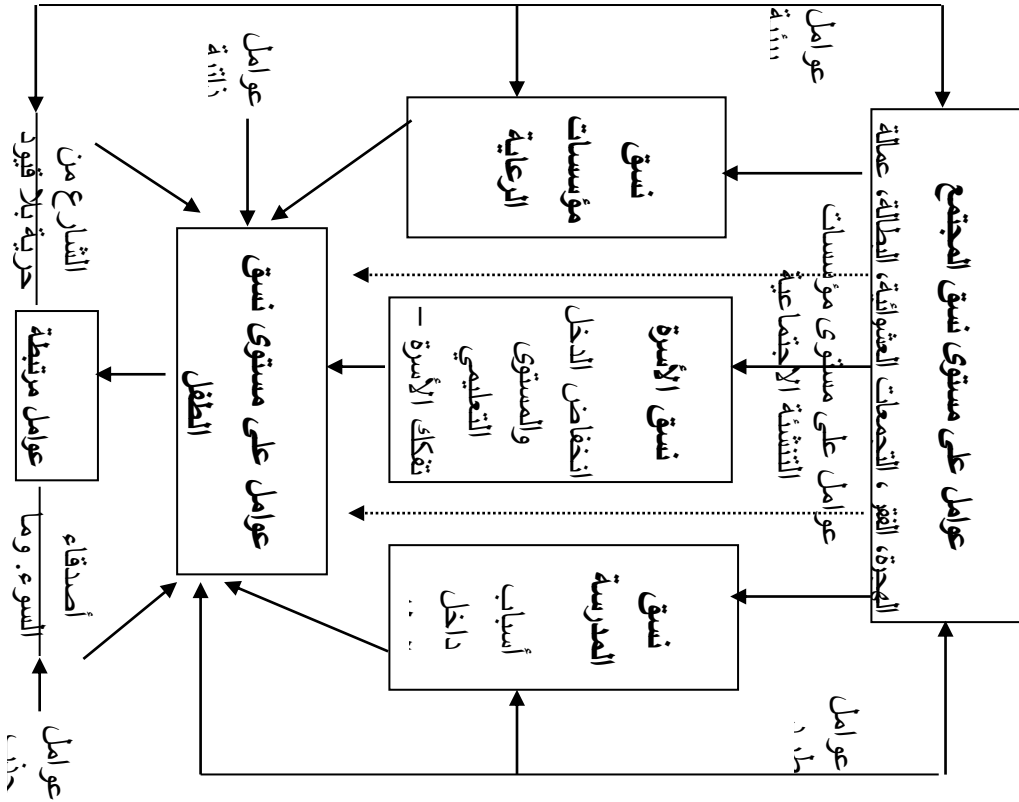 عوامل على مستوى نسق المجتمع
الهجرة، الفقر ، التجمعات العشوائية، البطالة، عمالة
عوامل
عوامل
عوامل على مستوى مؤسسات
التنشئة الاجتماعية
نسق
المدرسة
أسباب
داخل
نسق الأسرة
انخفاض الدخل
والمستوى
التعليمي
تفكك الأسرة –
نسق
مؤسسات
الرعاية
عوامل
عوامل على مستوى نسق
الطفل
عوامل
أصدقاء
السوء. وما
عوامل مرتبطة
الشارع من
حرية بلا قيود